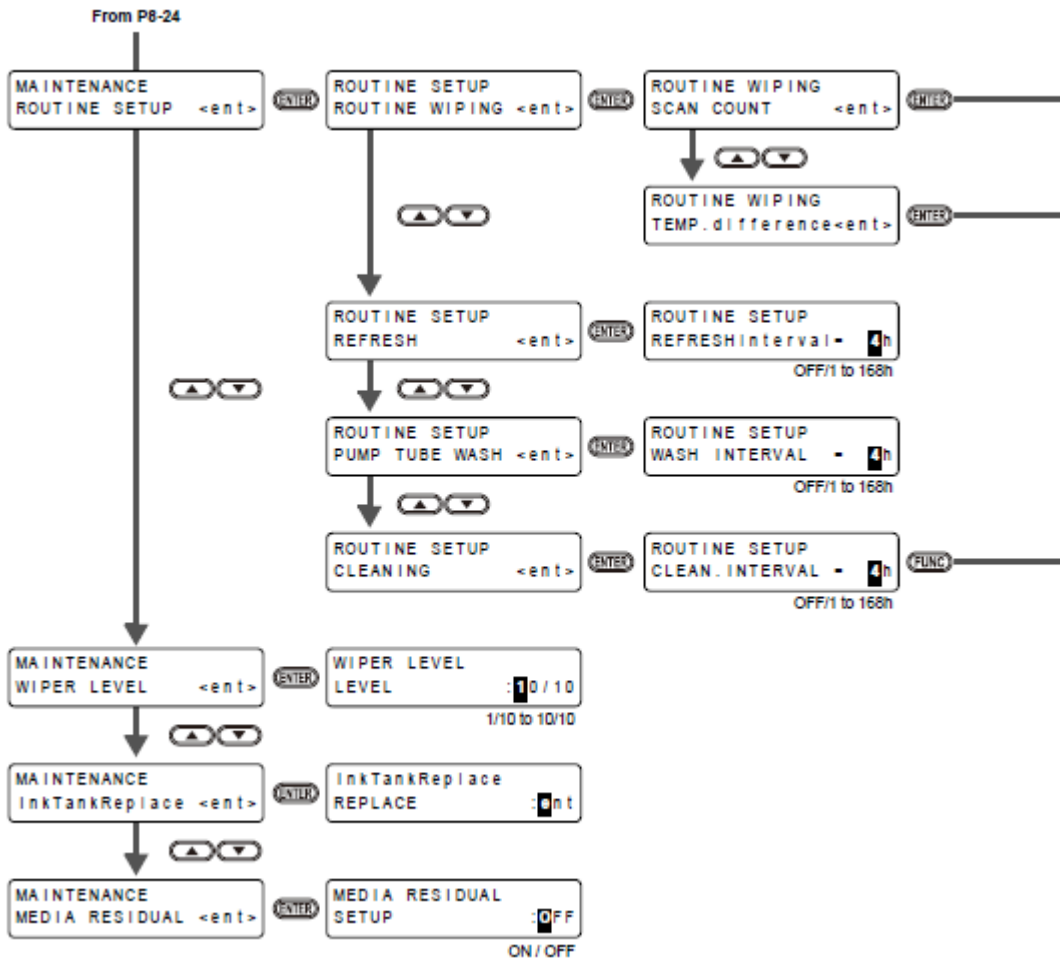 From P8-24
MAINTENANCE
ROUTINE SETUP <ent>
ENTER
ROUTINE SETUP
ROUTINE WIPING <ent>
ENTER
ROUTINE WIPING
SCAN COUNT <ent>
ENTER
ROUTINE WIPING
TEMP.difference<ent>
ENTER
ROUTINE SETUP
REFRESH <ent>
ENTER
ROUTINE SETUP
REFRESHInterval= 4h
OFF/1 to 168h
ROUTINE SETUP
PUMP TUBE WASH <ent>
ENTER
ROUTINE SETUP
WASH INTERVAL = 4h
OFF/1 to 168h
ROUTINE SETUP
CLEANING <ent>
ENTER
ROUTINE SETUP
CLEAN.INTERVAL = 4h
OFF/1 to 168h
FUNC
MAINTENANCE
WIPER LEVEL <ent>
ENTER
WIPER LEVEL
LEVEL :10/10
1/10 to 10/10
MAINTENANCE
InkTankReplace <ent>
ENTER
InkTankReplace
REPLACE :ent
MAINTENANCE
MEDIA RESIDUAL <ent>
ENTER
MEDIA RESIDUAL
SETUP :OFF
ON / OFF